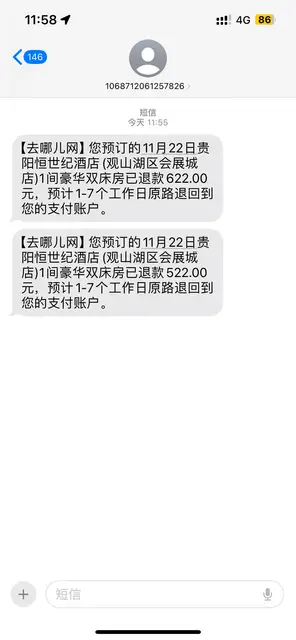 11:58
4G
86
146
1068712061257826
短信
今天 11:55
【去哪儿网】您预订的11月22日贵
阳恒世纪酒店 (观山湖区会展城
店)1间豪华双床房已退款622.00
元，预计1-7个工作日原路退回到
您的支付账户。
【去哪儿网】您预订的11月22日贵
阳恒世纪酒店 (观山湖区会展城
店)1间豪华双床房已退款522.00
元，预计1-7个工作日原路退回到
您的支付账户。
短信